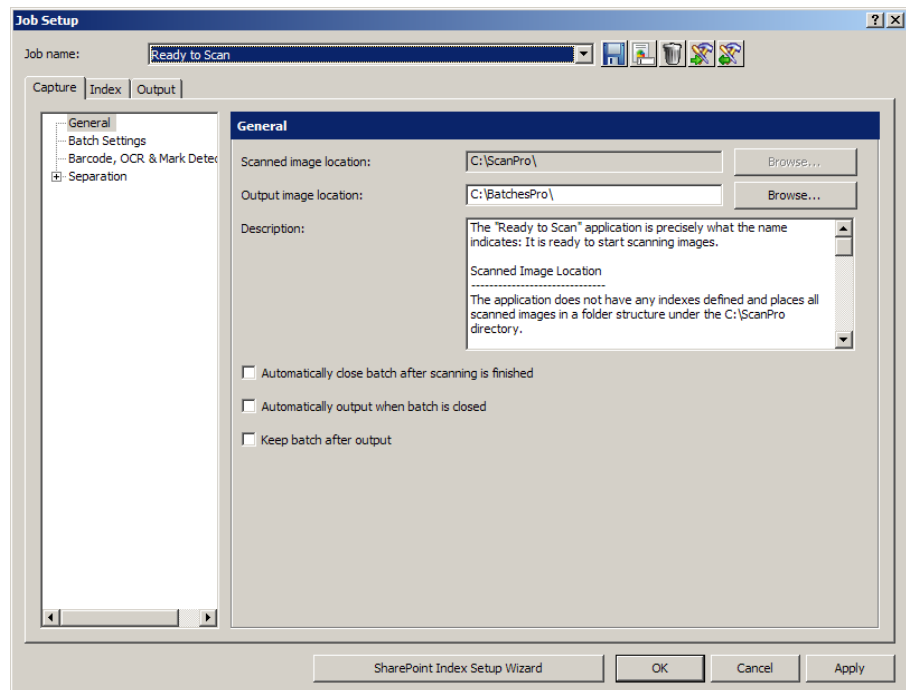 Job Setup
Job name:
Ready to Scan
Capture
Index
Output
General
Batch Settings
Barcode, OCR & Mark Detec
Separation
General
Scanned image location:
C:\ScanPro\
Browse...
Output image location:
C:\BatchesPro\
Browse...
Description:
The "Ready to Scan" application is precisely what the name
indicates: It is ready to start scanning images.
Scanned Image Location
------------------------------
The application does not have any indexes defined and places all
scanned images in a folder structure under the C:\ScanPro
directory.
Automatically close batch after scanning is finished
Automatically output when batch is closed
Keep batch after output
SharePoint Index Setup Wizard
OK
Cancel
Apply